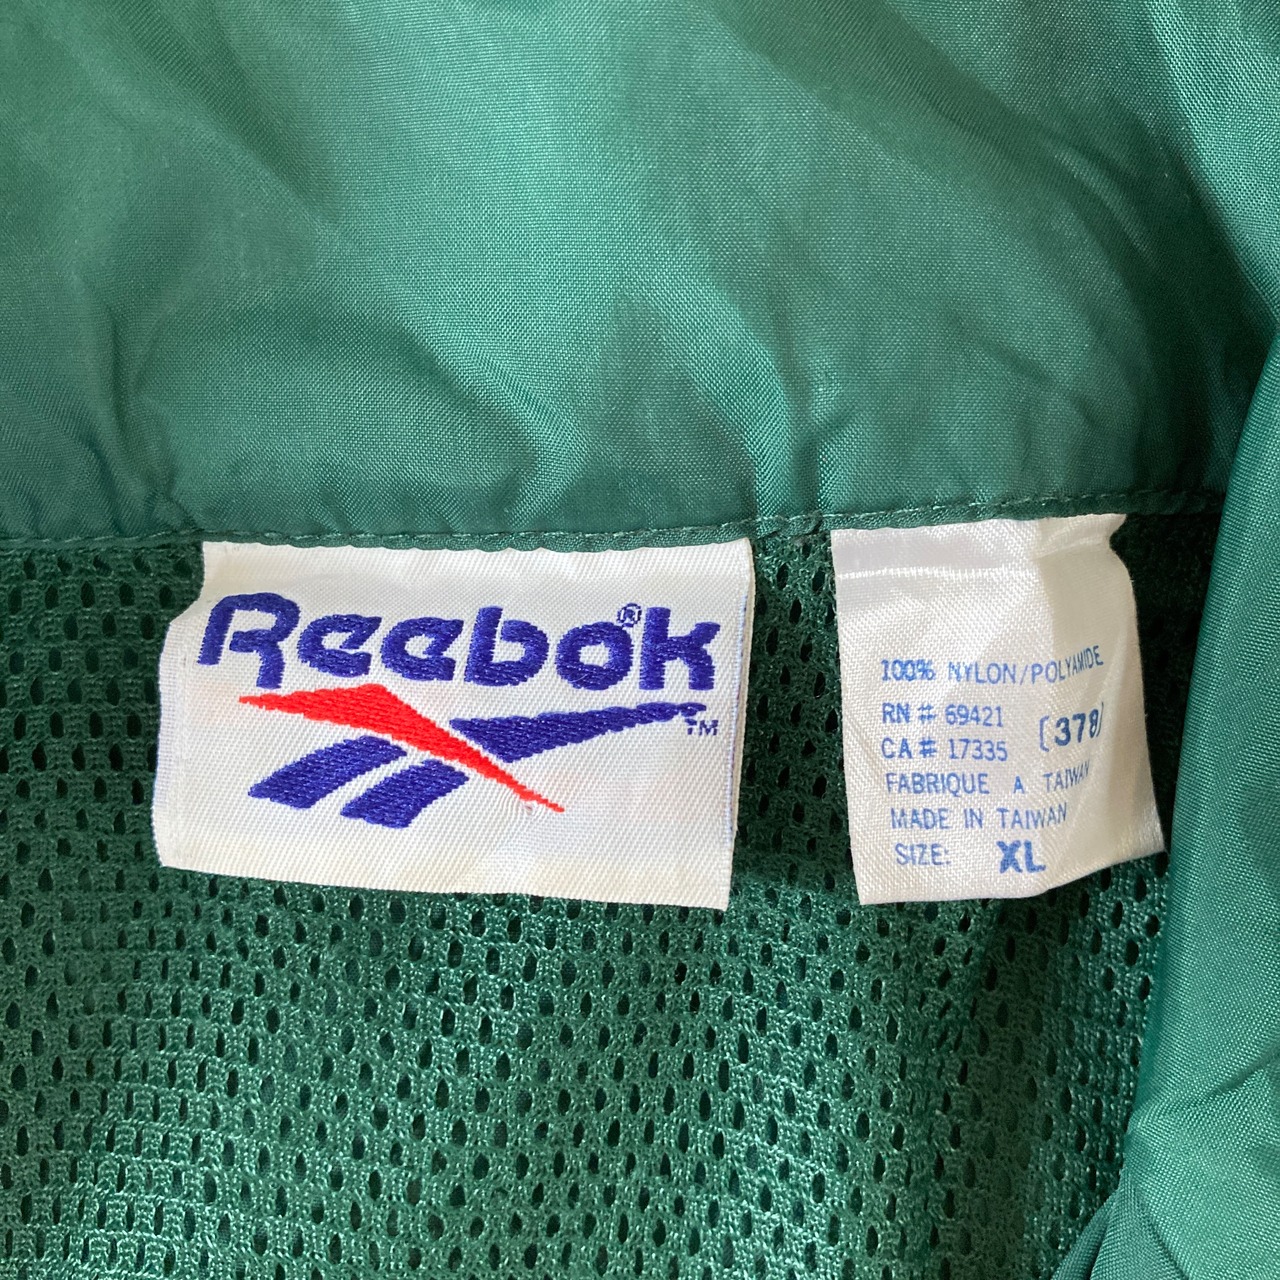 Reebok®
TM
100% NYLON/POLYAMIDE
RN # 69421
CA # 17335 (378)
FABRIQUE A TAIWAN
MADE IN TAIWAN
SIZE: XL